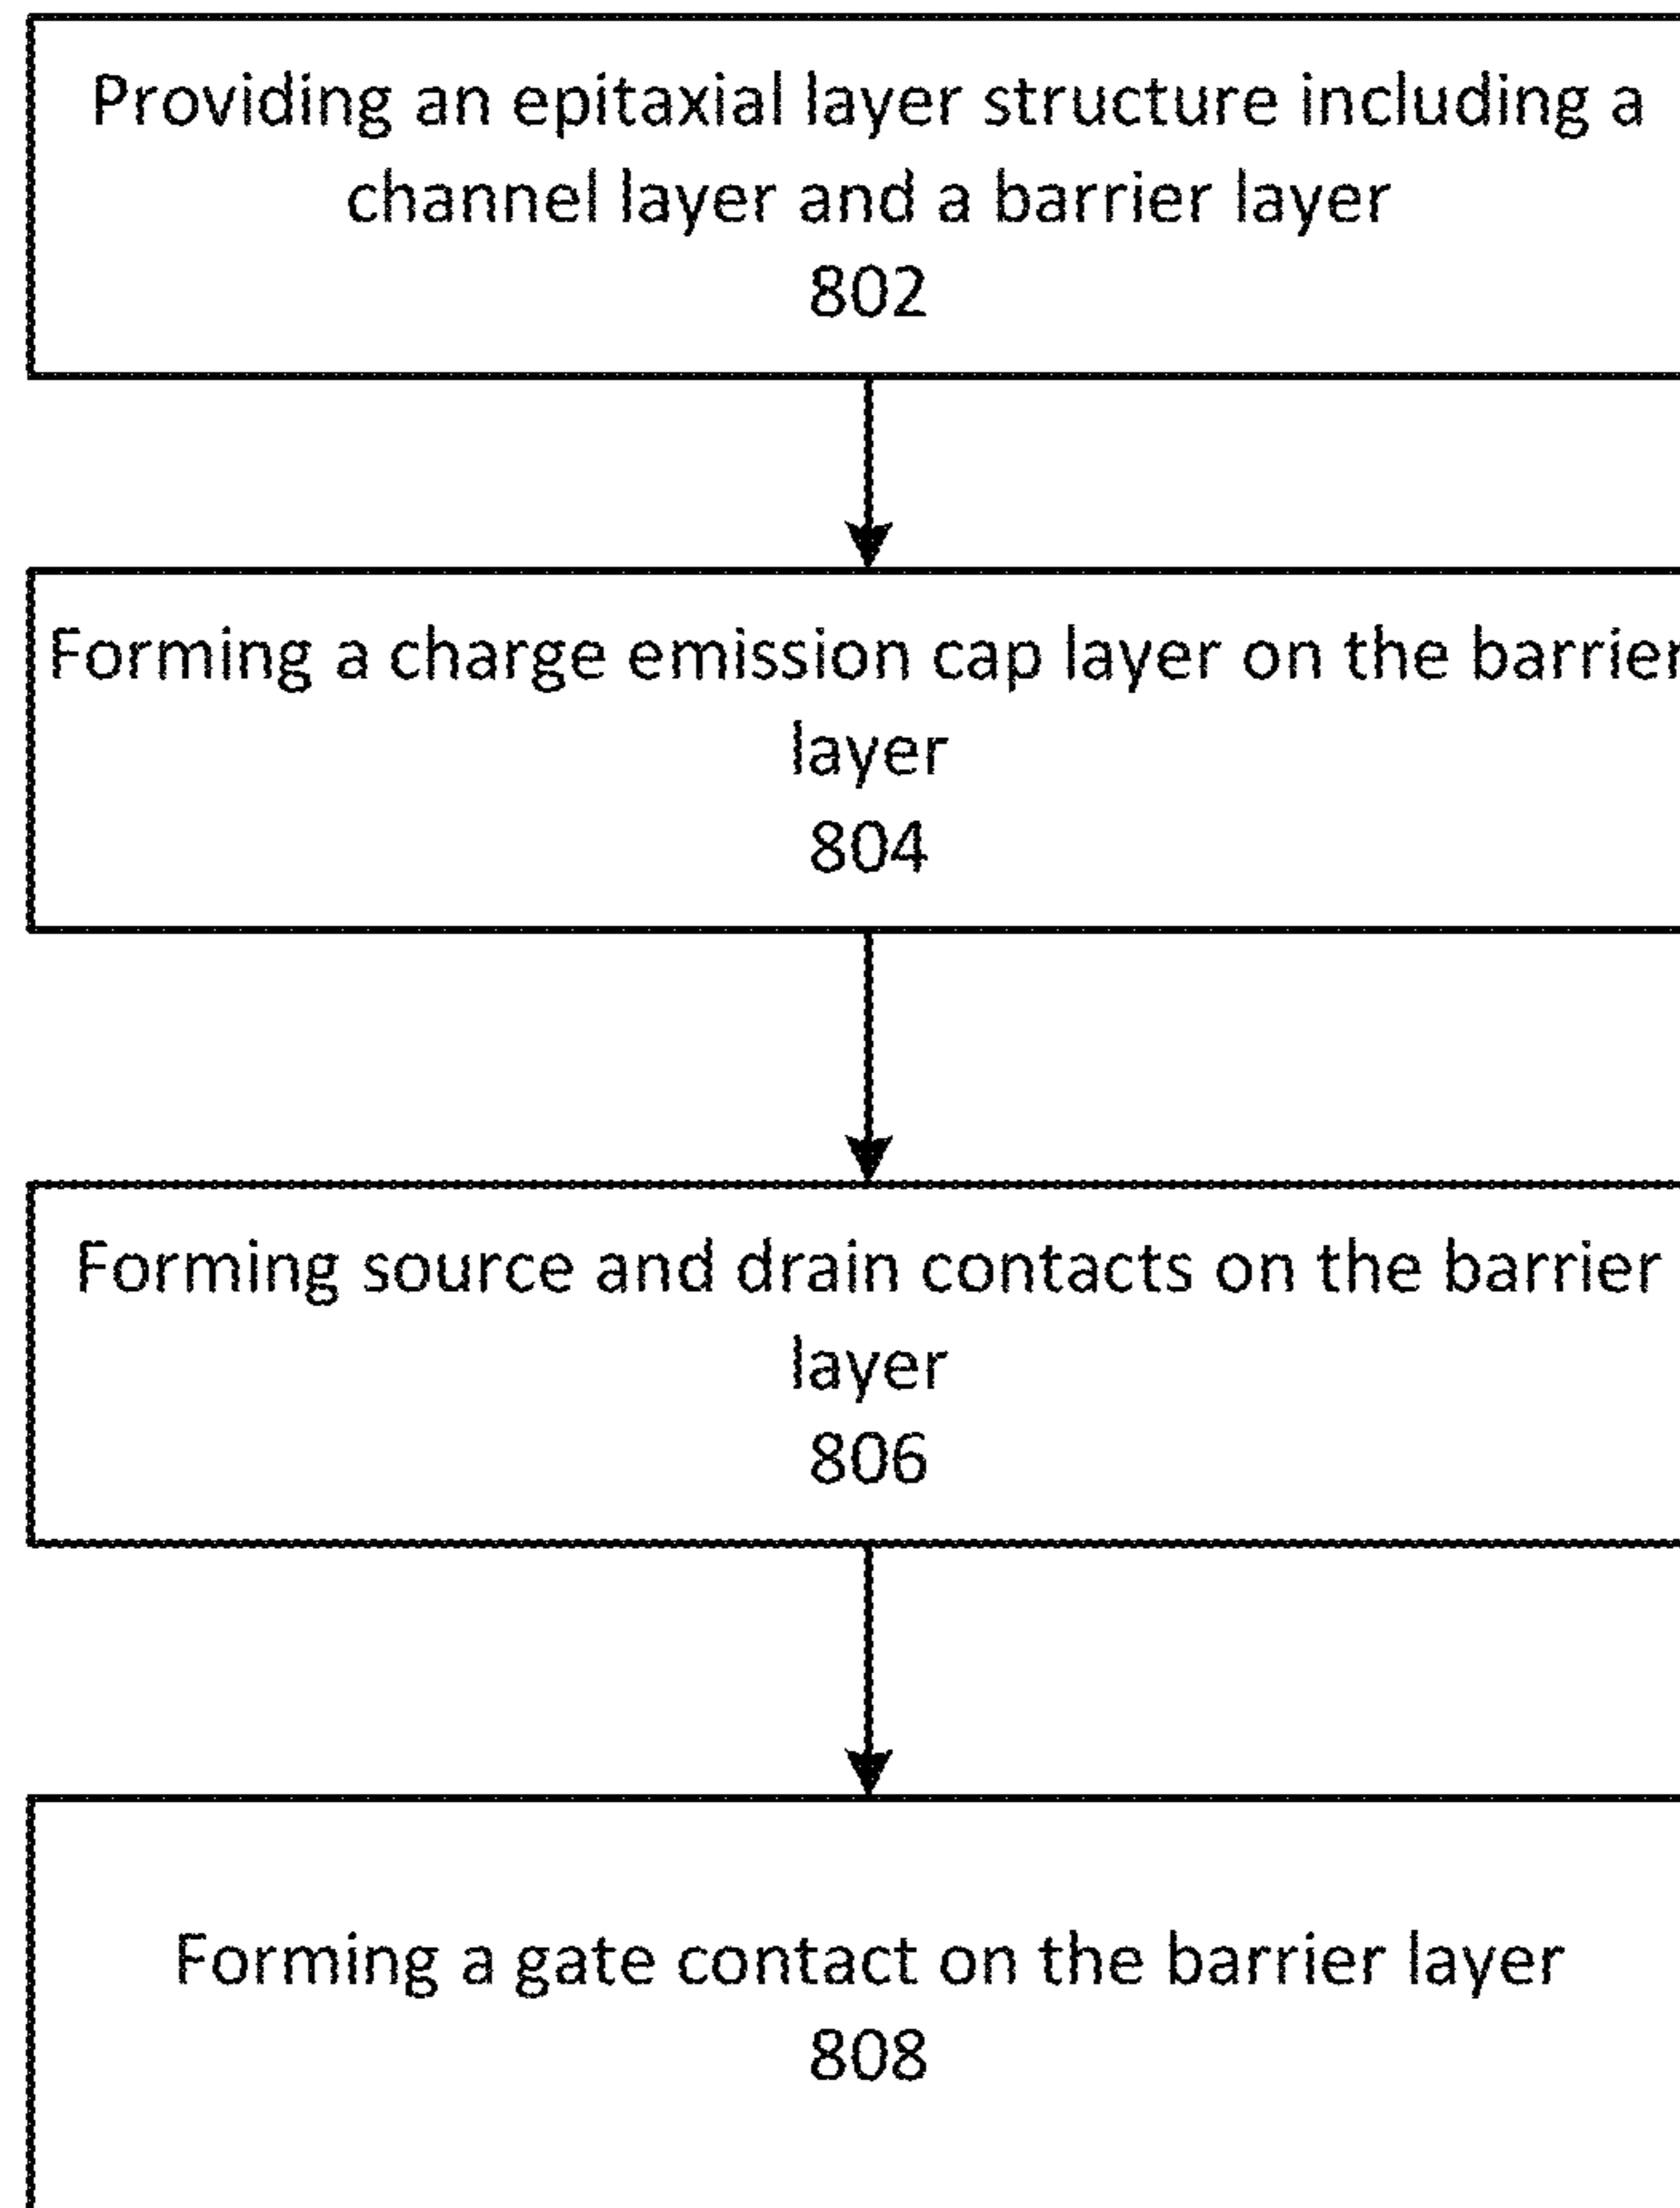 Providing an epitaxial layer structure including a
channel layer and a barrier layer
802
Forming a charge emission cap layer on the barrier
layer
804
Forming source and drain contacts on the barrier
layer
806
Forming a gate contact on the barrier layer
808